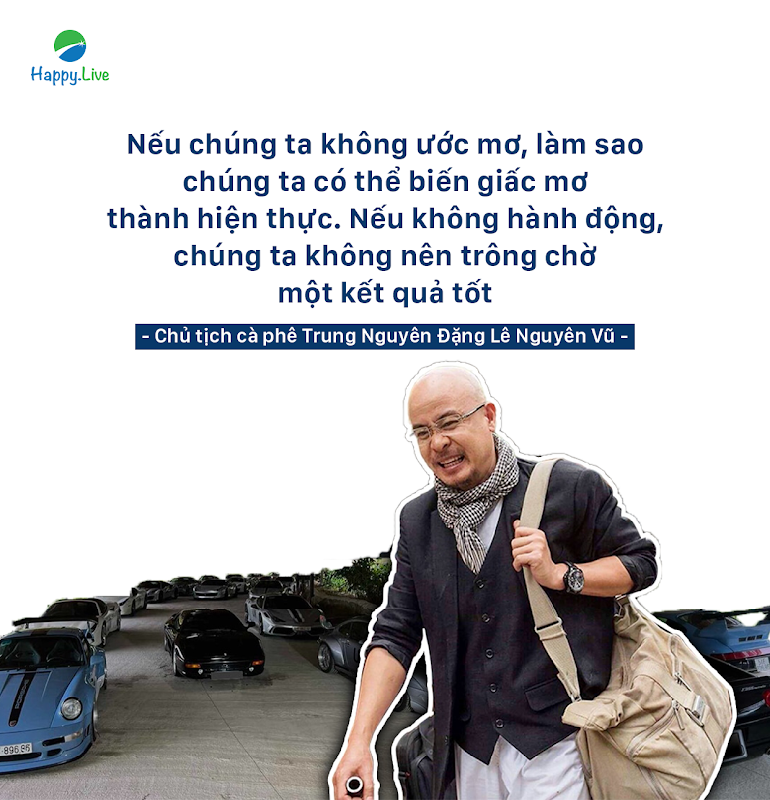 Happy.Live
Nếu chúng ta không ước mơ, làm sao
chúng ta có thể biến giấc mơ
thành hiện thực. Nếu không hành động,
chúng ta không nên trông chờ
một kết quả tốt
- Chủ tịch cà phê Trung Nguyên Đặng Lê Nguyên Vũ -